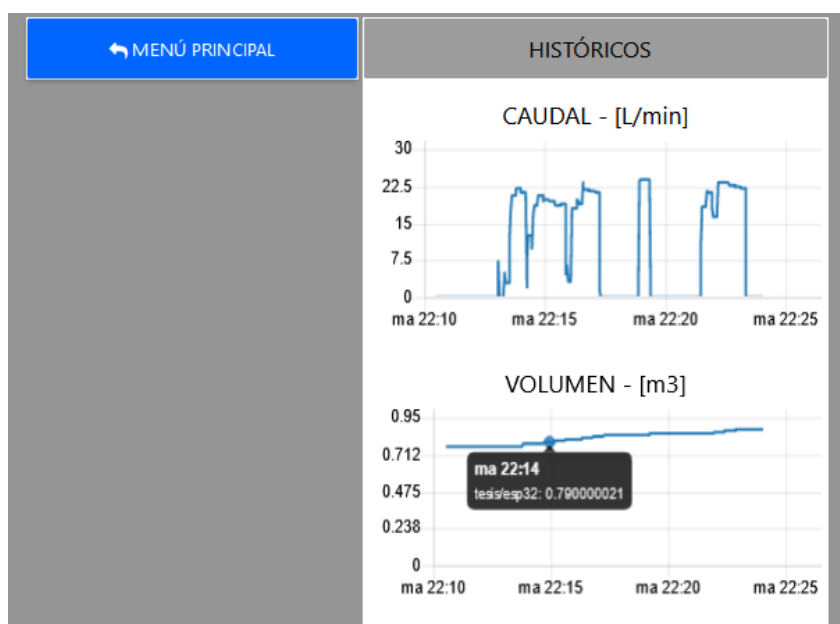 MENÚ PRINCIPAL
HISTÓRICOS
CAUDAL - [L/min]
30
22.5
15
7.5
0
ma 22:10 ma 22:15 ma 22:20 ma 22:25
VOLUMEN - [m3]
0.95
0.712
0.475
0.238
0
ma 22:14
tesis/esp32: 0.790000021
ma 22:10 ma 22:15 ma 22:20 ma 22:25